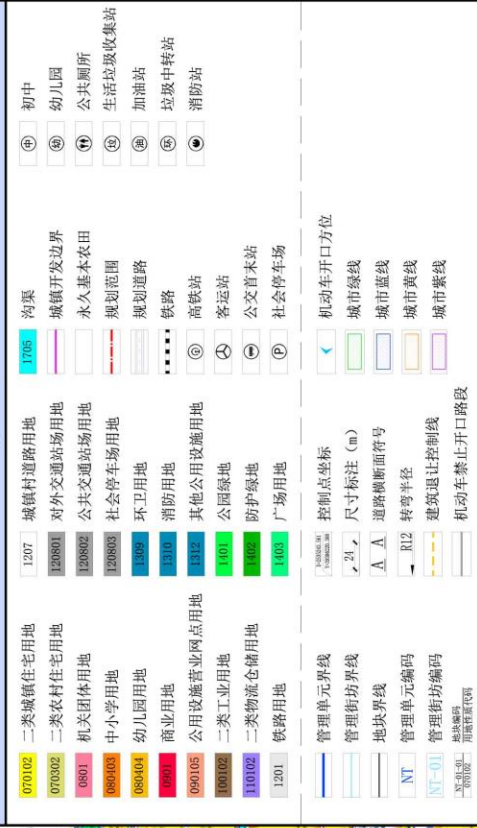 070102 二类城镇住宅用地
070302 二类农村住宅用地
0801 机关团体用地
080403 中小学用地
080404 幼儿园用地
0901 商业用地
090105 公用设施营业网点用地
100102 二类工业用地
110102 二类物流仓储用地
1201 铁路用地
1207 城镇村道路用地
120801 对外交通站场用地
120802 公共交通站场用地
120803 社会停车场用地
1309 环卫用地
1310 消防用地
1312 其他公用设施用地
1401 公园绿地
1402 防护绿地
1403 广场用地
1705 沟渠
城镇开发边界
永久基本农田
规划范围
规划道路
铁路
高铁站
客运站
公交首末站
P 社会停车场
中 初中
幼 幼儿园
公共厕所
垃 生活垃圾收集站
油 加油站
环 垃圾中转站
消防站
管理单元界线
管理街坊界线
地块界线
NT 管理单元编码
NT-01 管理街坊编码
NT-01-01 地块编码
070102 用地性质代码
控制点坐标
24 尺寸标注（m）
A A 道路横断面符号
R12 转弯半径
建筑退让控制线
机动车禁止开口路段
机动车开口方位
城市绿线
城市蓝线
城市黄线
城市紫线